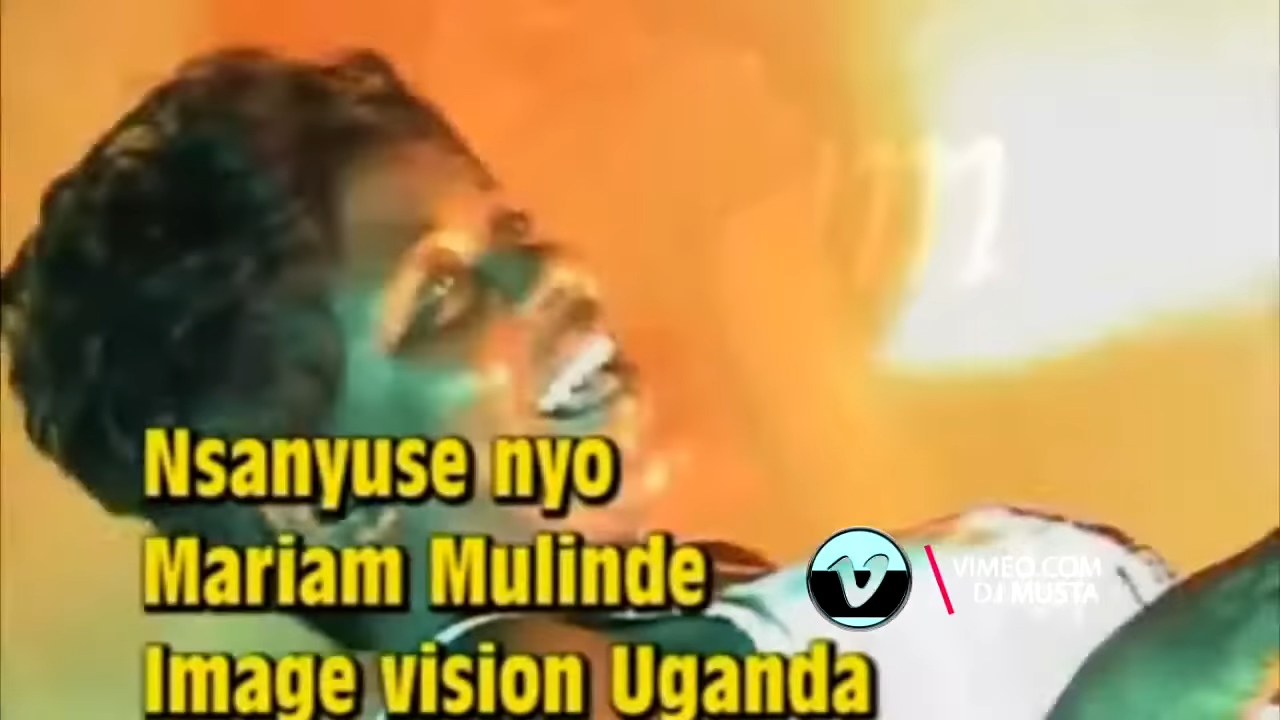 Nsanyuse nyo
Mariam Mulinde
Image vision Uganda
VIMEO.COM
DJ MUSTA